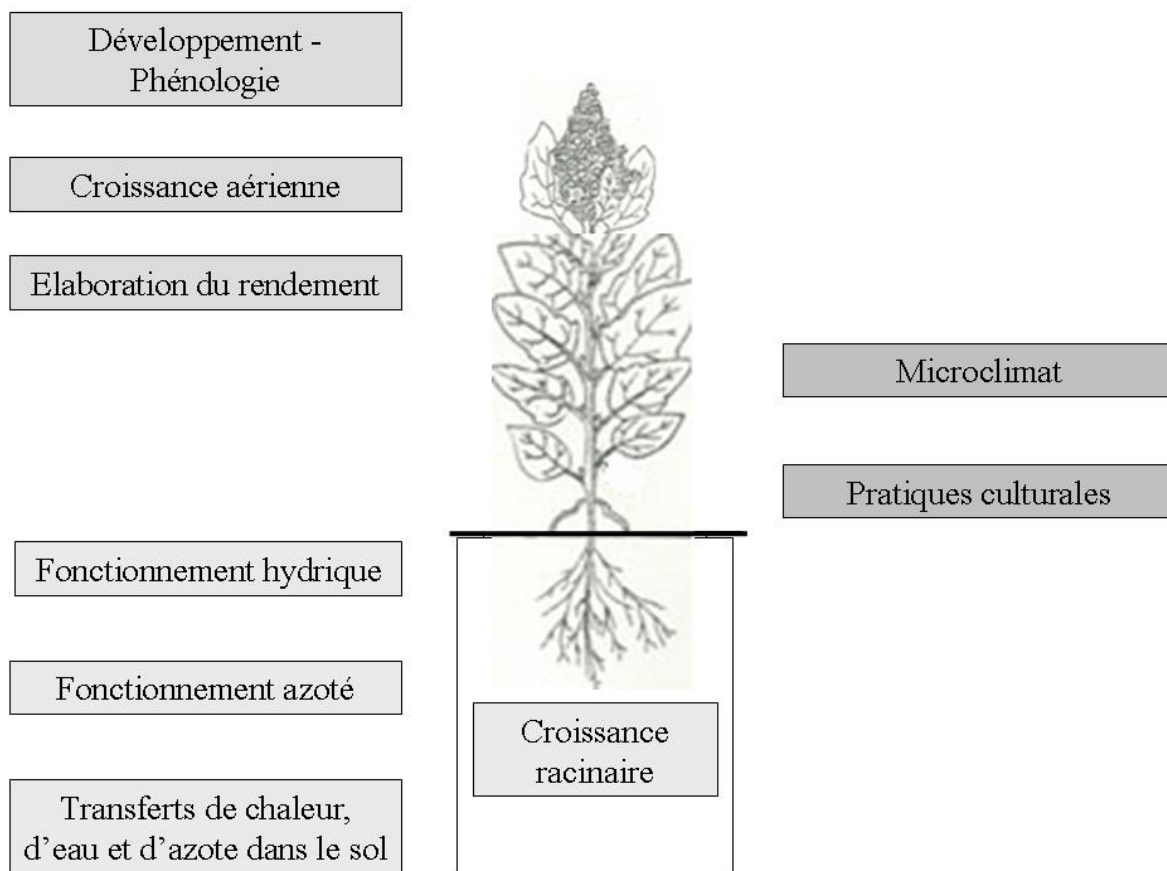 Développement -
Phénologie
Croissance aérienne
Elaboration du rendement
Microclimat
Pratiques culturales
Fonctionnement hydrique
Fonctionnement azoté
Croissance
racinaire
Transferts de chaleur,
d’eau et d’azote dans le sol